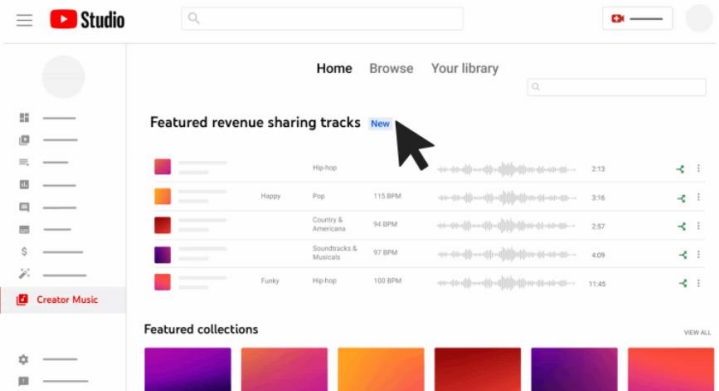 Studio
Home Browse Your library
Featured revenue sharing tracks New
Hip-hop 2:13
Happy Pop 115 BPM 3:16
Country & Americana 94 BPM 2:57
Soundtracks & Musicals 97 BPM 4:09
Funky Hip-hop 100 BPM 11:45
Creator Music
Featured collections VIEW ALL